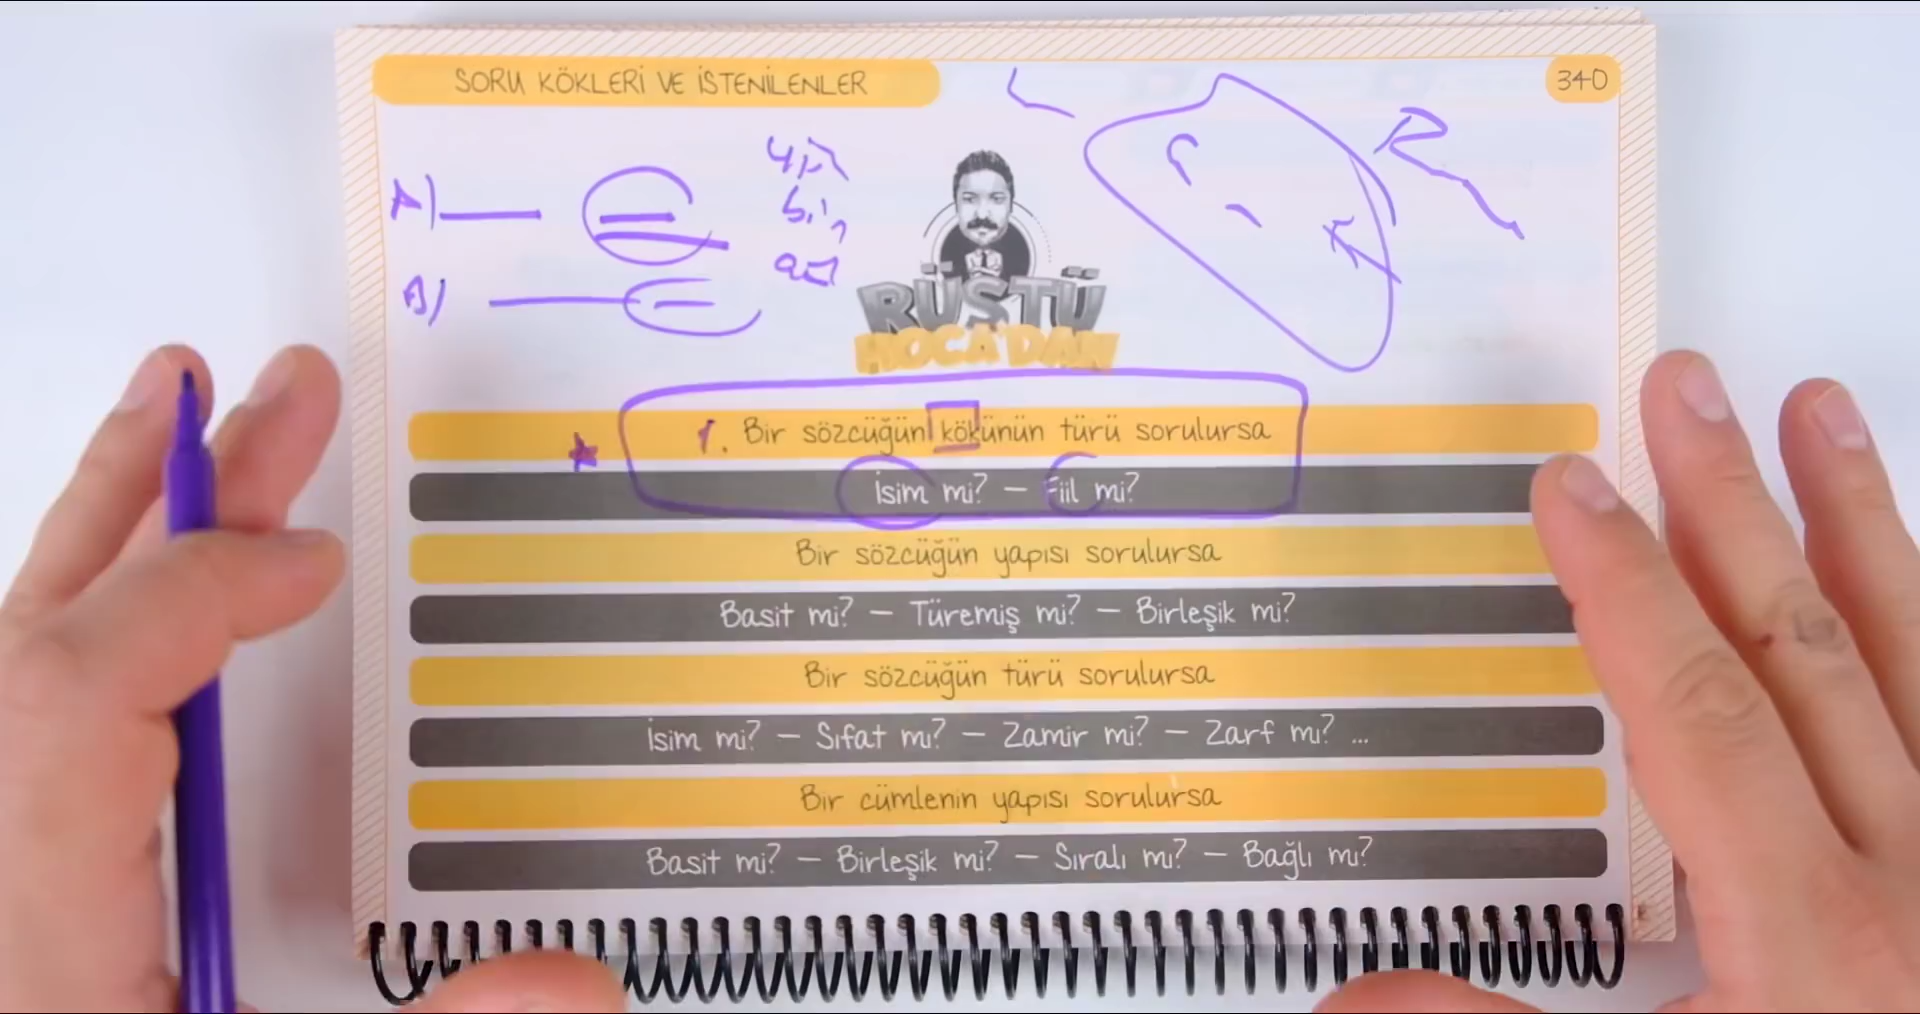 SORU KÖKLERİ VE İSTENİLENLER
340
A)
B)
RÜŞTÜ
HOCA'DAN
1. Bir sözcüğün kökünün türü sorulursa
İsim mi? – Fiil mi?
Bir sözcüğün yapısı sorulursa
Basit mi? – Türemiş mi? – Birleşik mi?
Bir sözcüğün türü sorulursa
İsim mi? – Sıfat mı? – Zamir mi? – Zarf mı? ...
Bir cümlenin yapısı sorulursa
Basit mi? – Birleşik mi? – Sıralı mı? – Bağlı mı?